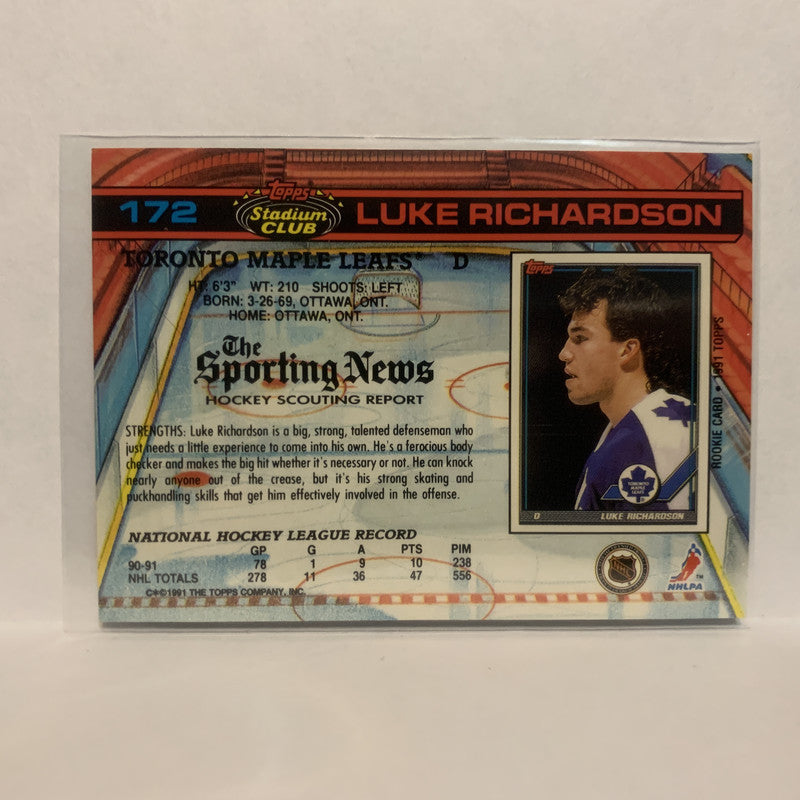 172
Topps
Stadium
CLUB
LUKE RICHARDSON
TORONTO MAPLE LEAFS® D
HT: 6'3" WT: 210 SHOOTS: LEFT
BORN: 3-26-69, OTTAWA, ONT.
HOME: OTTAWA, ONT.
The
Sporting News
HOCKEY SCOUTING REPORT
STRENGTHS: Luke Richardson is a big, strong, talented defenseman who
just needs a little experience to come into his own. He's a ferocious body
checker and makes the big hit whether it's necessary or not. He can knock
nearly anyone out of the crease, but it's his strong skating and
puckhandling skills that get him effectively involved in the offense.
NATIONAL HOCKEY LEAGUE RECORD
GP G A PTS PIM
90-91 78 1 9 10 238
NHL TOTALS 278 11 36 47 556
C*©1991 THE TOPPS COMPANY, INC.
Topps
TORONTO
MAPLE
LEAFS
D LUKE RICHARDSON
ROOKIE CARD • 1991 TOPPS
NHL
NHLPA™